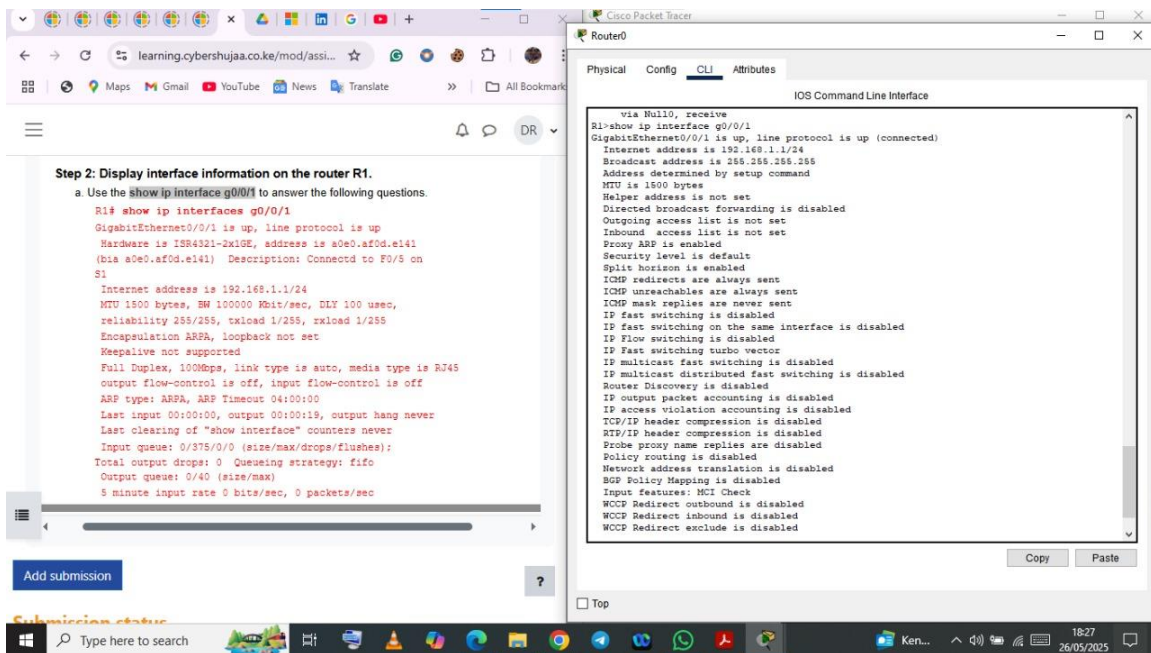 Cisco Packet Tracer
learning.cybershujaa.co.ke/mod/assi...
Maps Gmail YouTube News Translate » All Bookmark
DR
Step 2: Display interface information on the router R1.
a. Use the show ip interface g0/0/1 to answer the following questions.
R1# show ip interfaces g0/0/1
GigabitEthernet0/0/1 is up, line protocol is up
Hardware is ISR4321-2x1GE, address is a0e0.af0d.e141
(bia a0e0.af0d.e141) Description: Connectd to F0/5 on
S1
Internet address is 192.168.1.1/24
MTU 1500 bytes, BW 100000 Kbit/sec, DLY 100 usec,
reliability 255/255, txload 1/255, rxload 1/255
Encapsulation ARPA, loopback not set
Keepalive not supported
Full Duplex, 100Mbps, link type is auto, media type is RJ45
output flow-control is off, input flow-control is off
ARP type: ARPA, ARP Timeout 04:00:00
Last input 00:00:00, output 00:00:19, output hang never
Last clearing of "show interface" counters never
Input queue: 0/375/0/0 (size/max/drops/flushes);
Total output drops: 0 Queueing strategy: fifo
Output queue: 0/40 (size/max)
5 minute input rate 0 bits/sec, 0 packets/sec
Add submission
?
Submission status
Router0
Physical Config CLI Attributes
IOS Command Line Interface
via Null0, receive
R1>show ip interface g0/0/1
GigabitEthernet0/0/1 is up, line protocol is up (connected)
Internet address is 192.168.1.1/24
Broadcast address is 255.255.255.255
Address determined by setup command
MTU is 1500 bytes
Helper address is not set
Directed broadcast forwarding is disabled
Outgoing access list is not set
Inbound access list is not set
Proxy ARP is enabled
Security level is default
Split horizon is enabled
ICMP redirects are always sent
ICMP unreachables are always sent
ICMP mask replies are never sent
IP fast switching is disabled
IP fast switching on the same interface is disabled
IP Flow switching is disabled
IP Fast switching turbo vector
IP multicast fast switching is disabled
IP multicast distributed fast switching is disabled
Router Discovery is disabled
IP output packet accounting is disabled
IP access violation accounting is disabled
TCP/IP header compression is disabled
RTP/IP header compression is disabled
Probe proxy name replies are disabled
Policy routing is disabled
Network address translation is disabled
BGP Policy Mapping is disabled
Input features: MCI Check
WCCP Redirect outbound is disabled
WCCP Redirect inbound is disabled
WCCP Redirect exclude is disabled
Copy Paste
Top
Type here to search
Ken...
18:27
26/05/2025